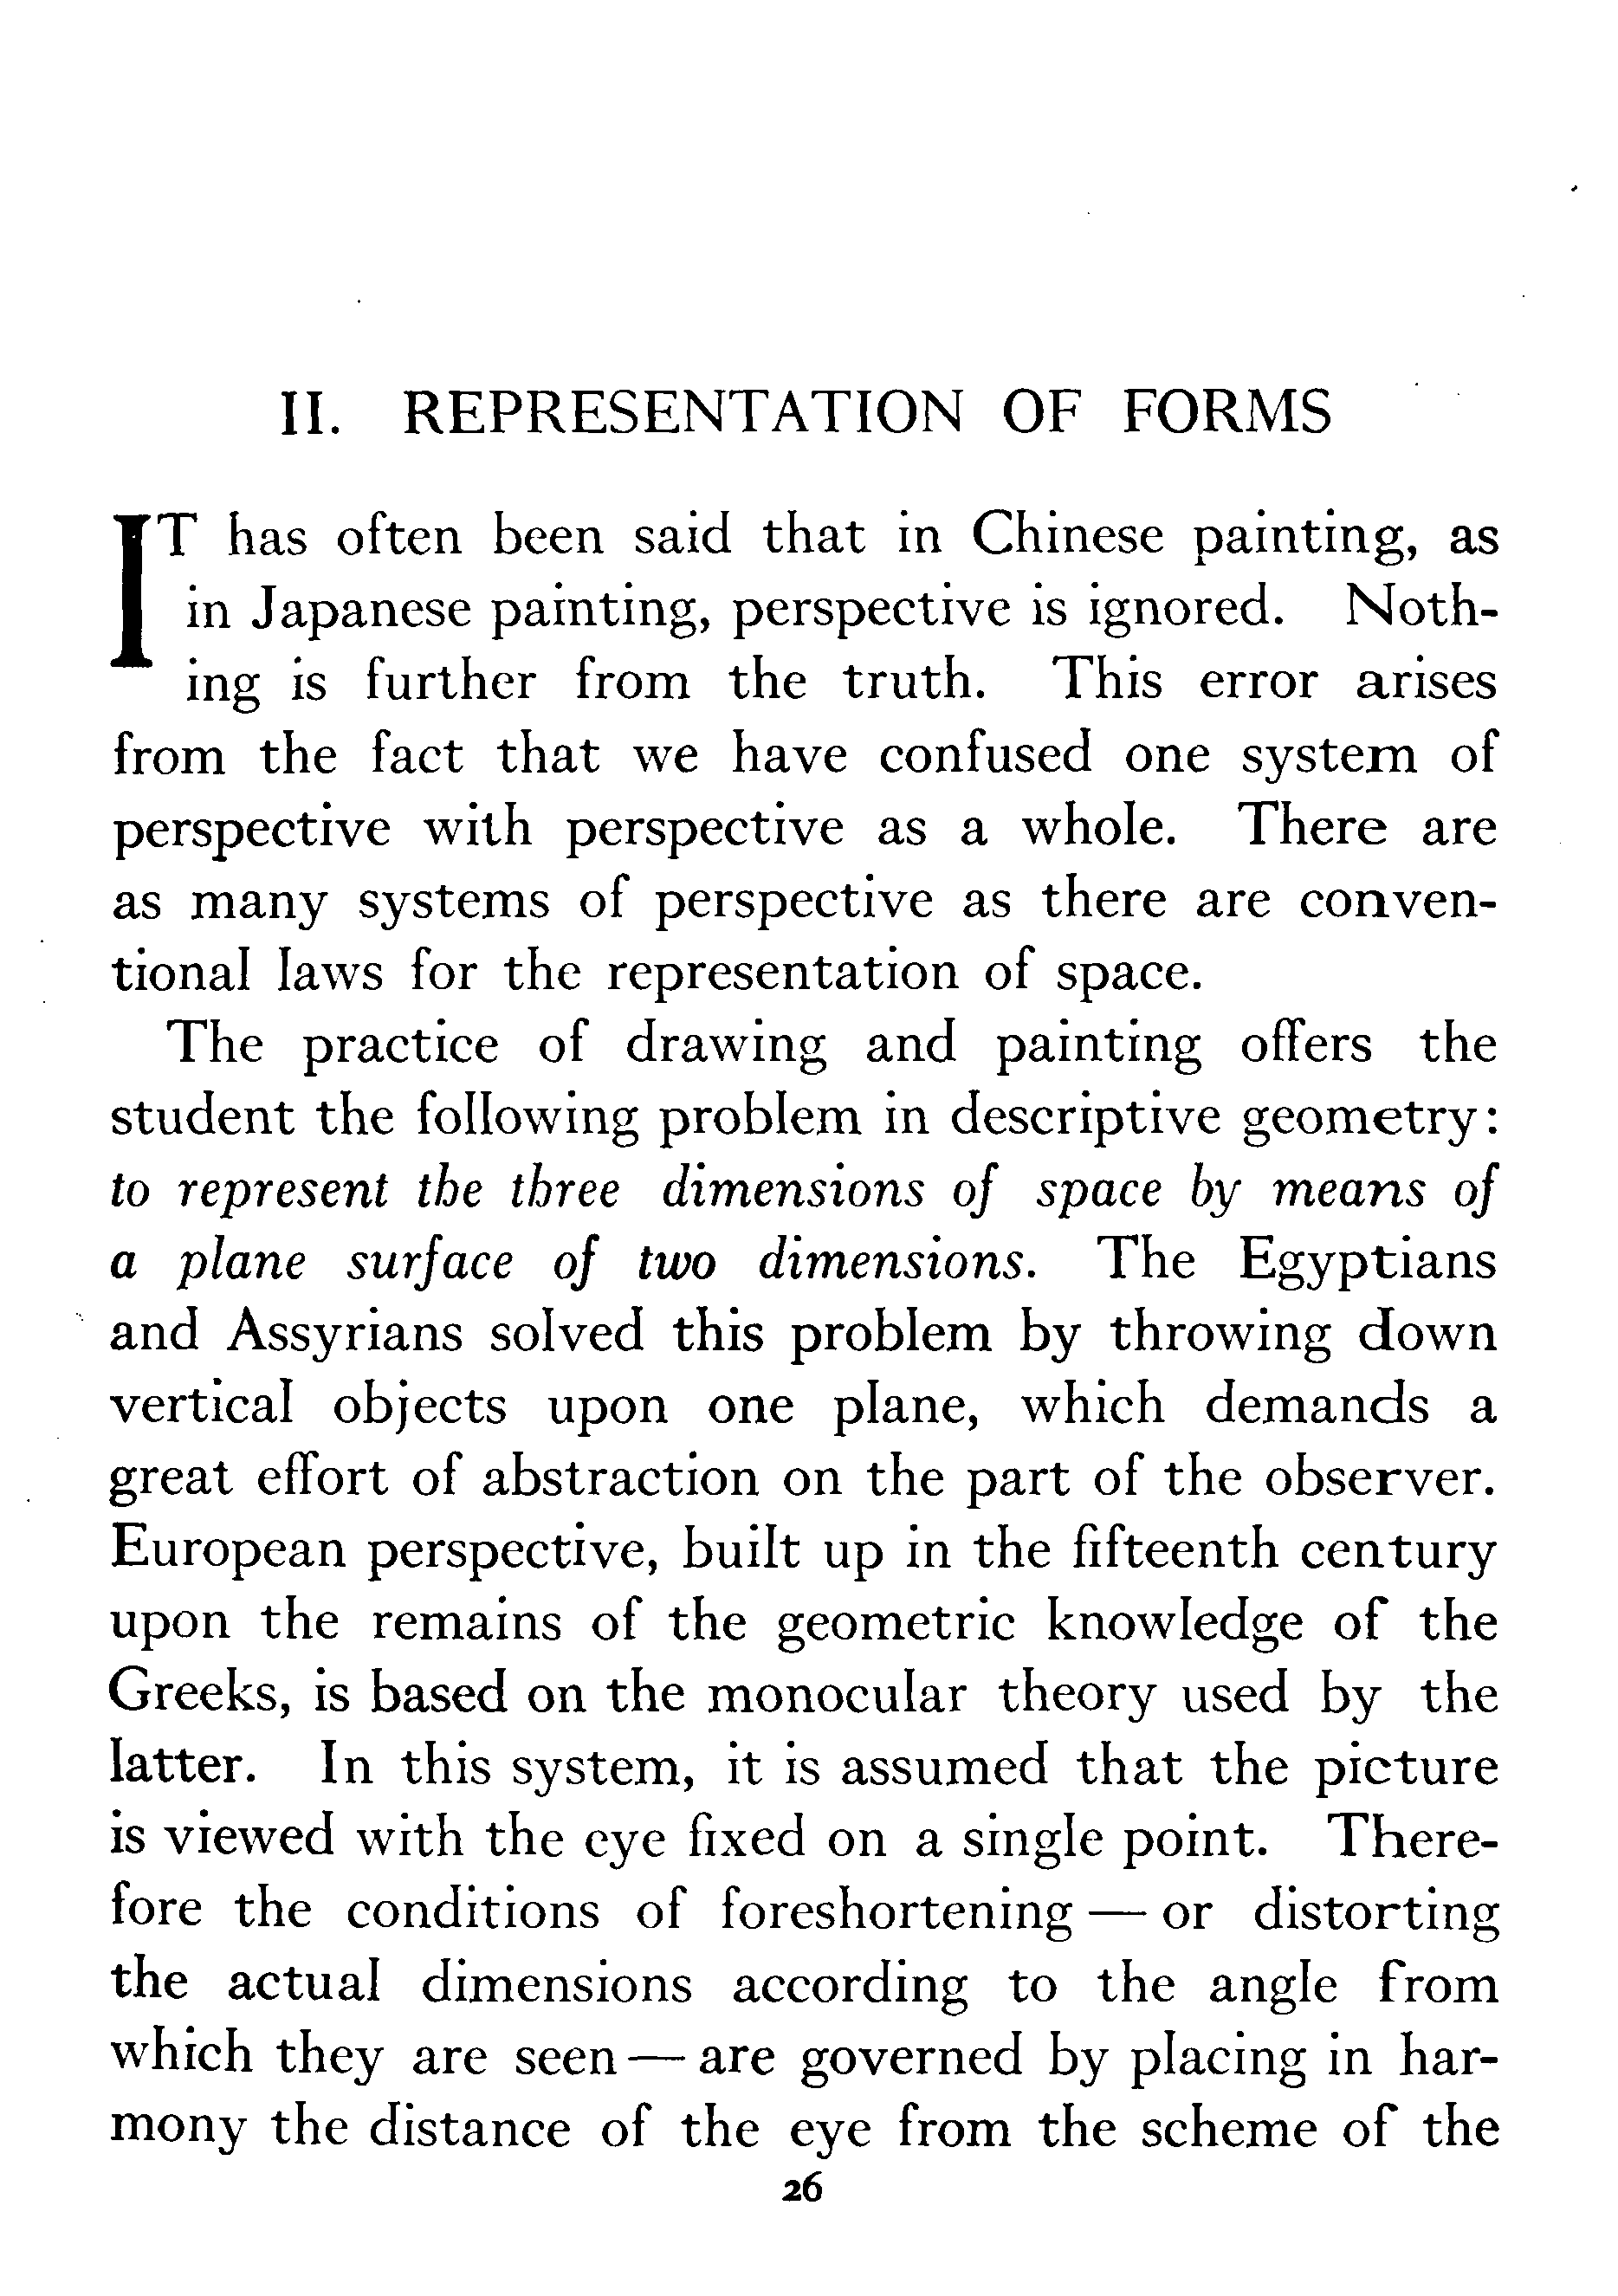 II. REPRESENTATION OF FORMS
IT has often been said that in Chinese painting, as
in Japanese painting, perspective is ignored. Noth-
ing is further from the truth. This error arises
from the fact that we have confused one system of
perspective with perspective as a whole. There are
as many systems of perspective as there are conven-
tional laws for the representation of space.
The practice of drawing and painting offers the
student the following problem in descriptive geometry:
to represent the three dimensions of space by means of
a plane surface of two dimensions. The Egyptians
and Assyrians solved this problem by throwing down
vertical objects upon one plane, which demands a
great effort of abstraction on the part of the observer.
European perspective, built up in the fifteenth century
upon the remains of the geometric knowledge of the
Greeks, is based on the monocular theory used by the
latter. In this system, it is assumed that the picture
is viewed with the eye fixed on a single point. There-
fore the conditions of foreshortening — or distorting
the actual dimensions according to the angle from
which they are seen — are governed by placing in har-
mony the distance of the eye from the scheme of the
26